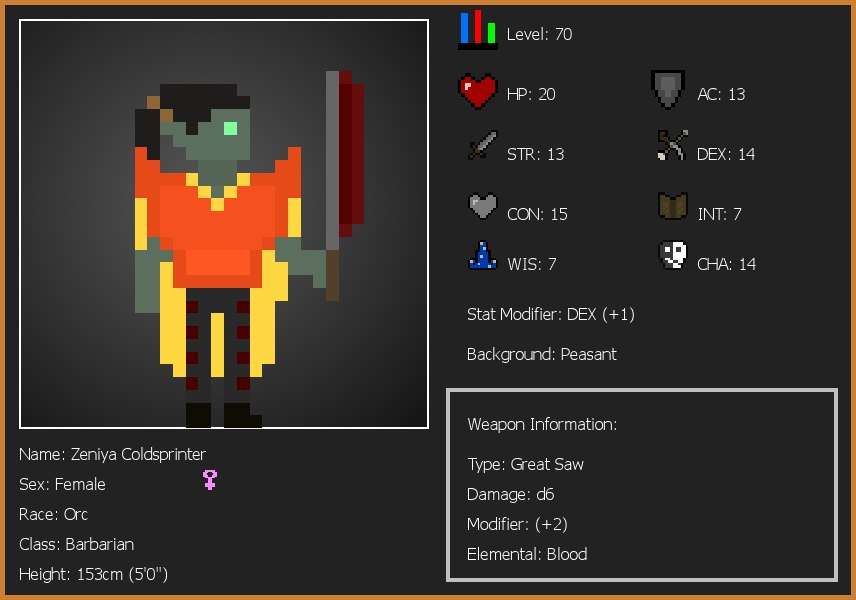 Level: 70
HP: 20
AC: 13
STR: 13
DEX: 14
CON: 15
INT: 7
WIS: 7
CHA: 14
Stat Modifier: DEX (+1)
Background: Peasant
Weapon Information:
Type: Great Saw
Damage: d6
Modifier: (+2)
Elemental: Blood
Name: Zeniya Coldsprinter
Sex: Female
Race: Orc
Class: Barbarian
Height: 153cm (5'0")